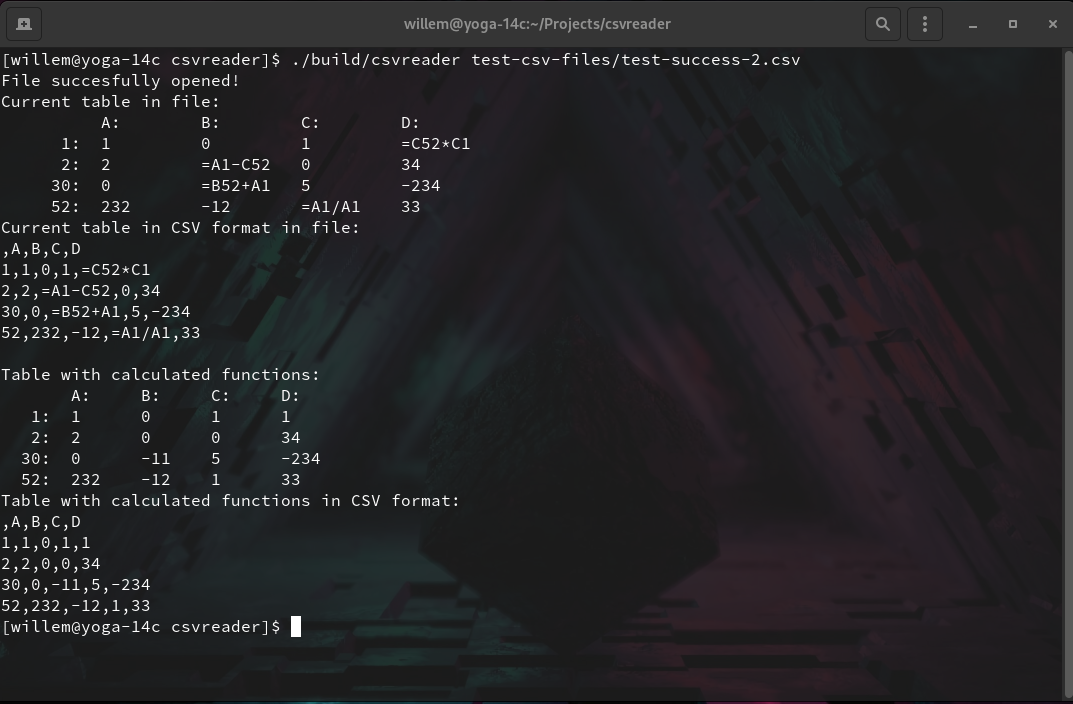 willem@yoga-14c:~/Projects/csvreader
[willem@yoga-14c csvreader]$ ./build/csvreader test-csv-files/test-success-2.csv
File succesfully opened!
Current table in file:
          A:        B:        C:        D:
      1:  1         0         1         =C52*C1
      2:  2         =A1-C52   0         34
     30:  0         =B52+A1   5         -234
     52:  232       -12       =A1/A1    33
Current table in CSV format in file:
,A,B,C,D
1,1,0,1,=C52*C1
2,2,=A1-C52,0,34
30,0,=B52+A1,5,-234
52,232,-12,=A1/A1,33

Table with calculated functions:
       A:     B:     C:     D:
   1:  1      0      1      1
   2:  2      0      0      34
  30:  0      -11    5      -234
  52:  232    -12    1      33
Table with calculated functions in CSV format:
,A,B,C,D
1,1,0,1,1
2,2,0,0,34
30,0,-11,5,-234
52,232,-12,1,33
[willem@yoga-14c csvreader]$